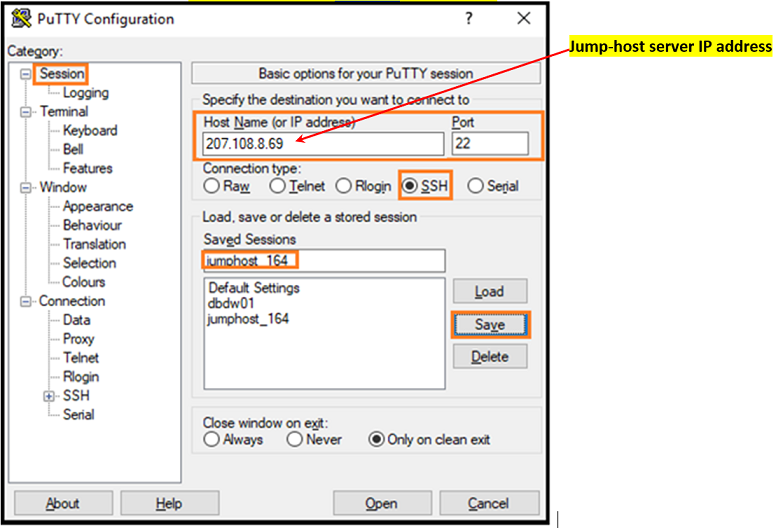 PuTTY Configuration
?
Jump-host server IP address
Category:
Session
Logging
Terminal
Keyboard
Bell
Features
Window
Appearance
Behaviour
Translation
Selection
Colours
Connection
Data
Proxy
Telnet
Rlogin
SSH
Serial
Basic options for your PuTTY session
Specify the destination you want to connect to
Host Name (or IP address) Port
207.108.8.69 22
Connection type:
Raw Telnet Rlogin SSH Serial
Load, save or delete a stored session
Saved Sessions
jumphost_164
Default Settings
dbdw01
jumphost_164
Load
Save
Delete
Close window on exit:
Always Never Only on clean exit
About Help Open Cancel